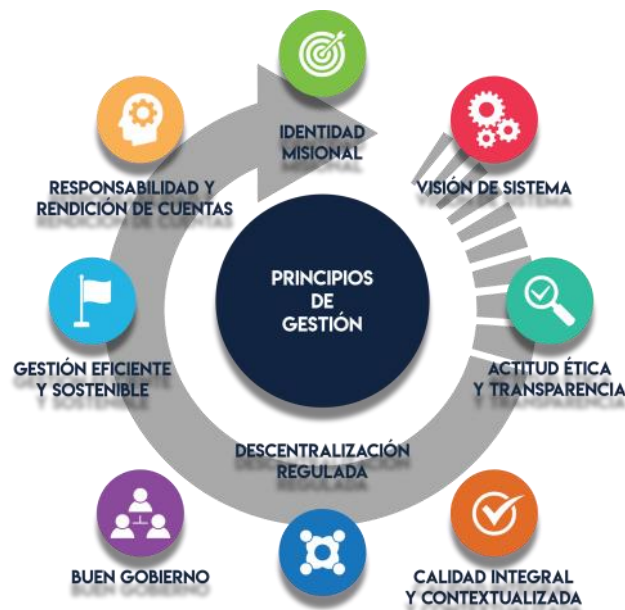 IDENTIDAD
MISIONAL
VISIÓN DE SISTEMA
ACTITUD ÉTICA
Y TRANSPARENCIA
CALIDAD INTEGRAL
Y CONTEXTUALIZADA
DESCENTRALIZACIÓN
REGULADA
BUEN GOBIERNO
GESTIÓN EFICIENTE
Y SOSTENIBLE
RESPONSABILIDAD Y
RENDICIÓN DE CUENTAS
PRINCIPIOS
DE
GESTIÓN